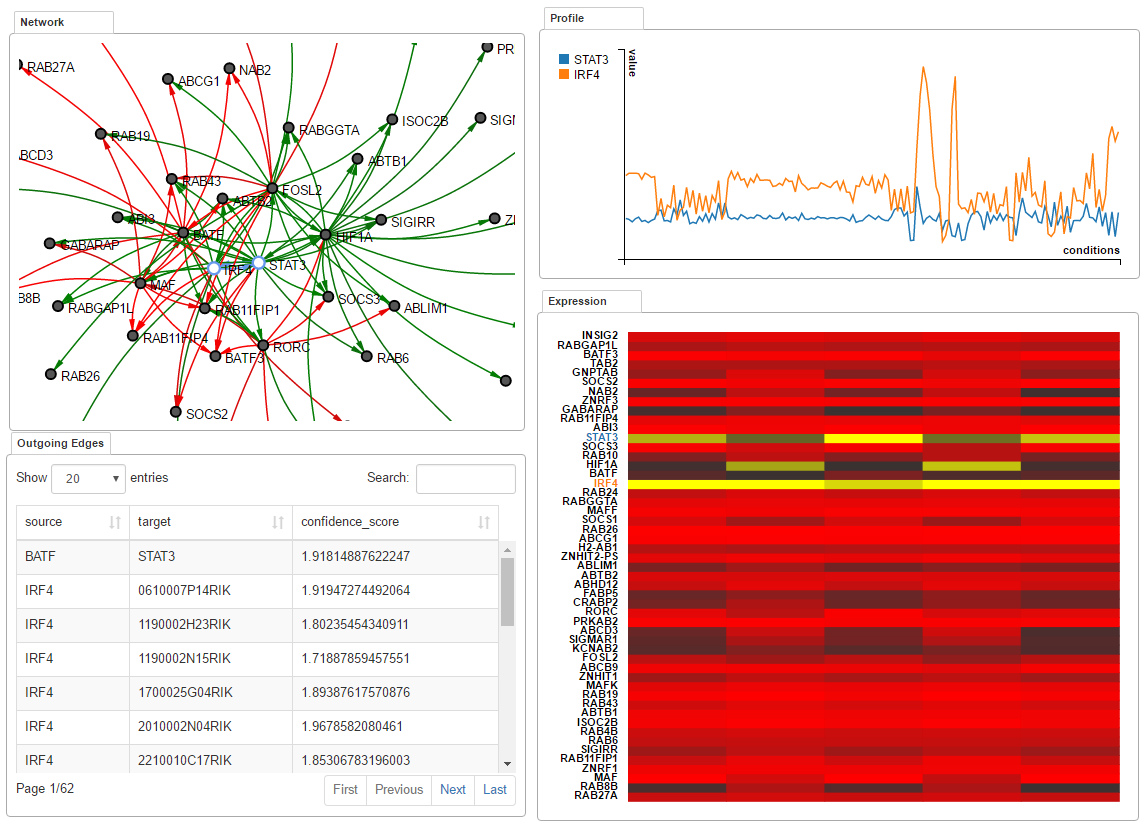 Network
PR
RAB27A
NAB2
ABCG1
ISOC2B
SIGI
RABGGTA
RAB19
BCD3
ABTB1
RAB43
FOSL2
ABTB2
ABI3
SIGIRR
ZI
BATF
HIF1A
GABARAP
IRF4
STAT3
MAF
B8B
RABGAP1L
RAB11FIP1
SOCS3
ABLIM1
RAB11FIP4
BATF3
RORC
RAB6
RAB26
SOCS2
Outgoing Edges
Show 20 entries Search:
source target confidence_score
BATF STAT3 1.91814887622247
IRF4 0610007P14RIK 1.91947274492064
IRF4 1190002H23RIK 1.80235454340911
IRF4 1190002N15RIK 1.71887859457551
IRF4 1700025G04RIK 1.89387617570876
IRF4 2010002N04RIK 1.9678582080461
IRF4 2210010C17RIK 1.85306783196003
Page 1/62 First Previous Next Last
Profile
STAT3
IRF4
value
conditions
Expression
INSIG2
RABGAP1L
BATF3
TAB2
GNPTAB
SOCS2
NAB2
ZNRF3
GABARAP
RAB11FIP4
ABI3
STAT3
SOCS3
RAB10
HIF1A
BATF
IRF4
RAB24
RABGGTA
MAFF
SOCS1
RAB26
ABCG1
H2-AB1
ZNHIT2-PS
ABLIM1
ABTB2
ABHD12
FABP5
CRABP2
RORC
PRKAB2
ABCD3
SIGMAR1
KCNAB2
FOSL2
ABCB9
ZNHIT1
MAFK
RAB19
RAB43
ABTB1
ISOC2B
RAB4B
RAB6
SIGIRR
RAB11FIP1
ZNRF1
MAF
RAB8B
RAB27A